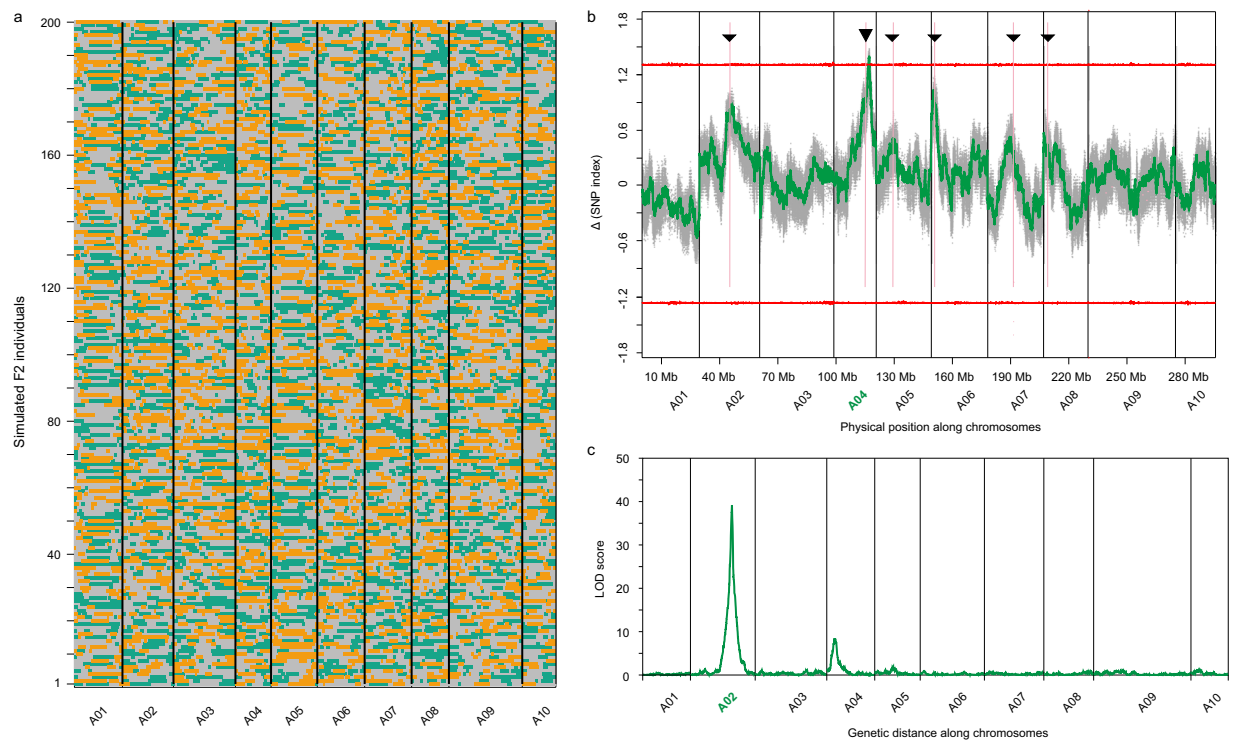 a
200
160
120
80
40
1
Simulated F2 individuals
A01 A02 A03 A04 A05 A06 A07 A08 A09 A10
b
1.8
1.2
0.6
0
-0.6
-1.2
-1.8
Δ (SNP index)
10 Mb 40 Mb 70 Mb 100 Mb 130 Mb 160 Mb 190 Mb 220 Mb 250 Mb 280 Mb
A01 A02 A03 A04 A05 A06 A07 A08 A09 A10
Physical position along chromosomes
c
50
40
30
20
10
0
LOD score
A01 A02 A03 A04 A05 A06 A07 A08 A09 A10
Genetic distance along chromosomes